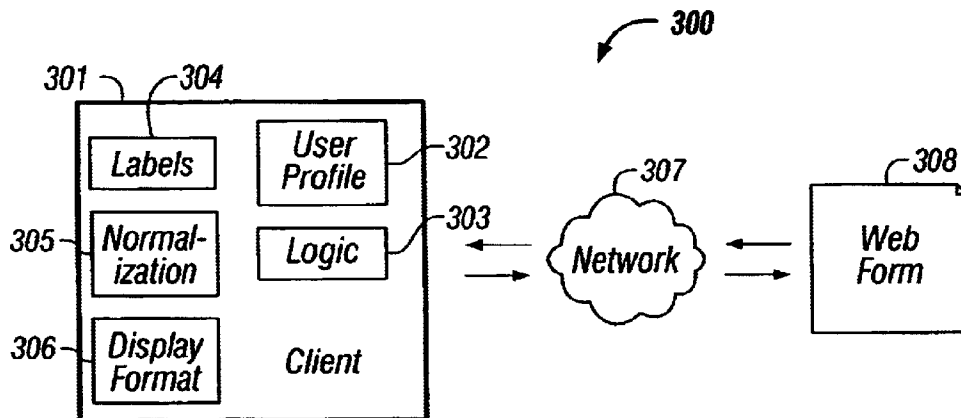 300
301
304
Labels
User
Profile
302
305
Normal-
ization
Logic
303
306
Display
Format
Client
307
Network
308
Web
Form